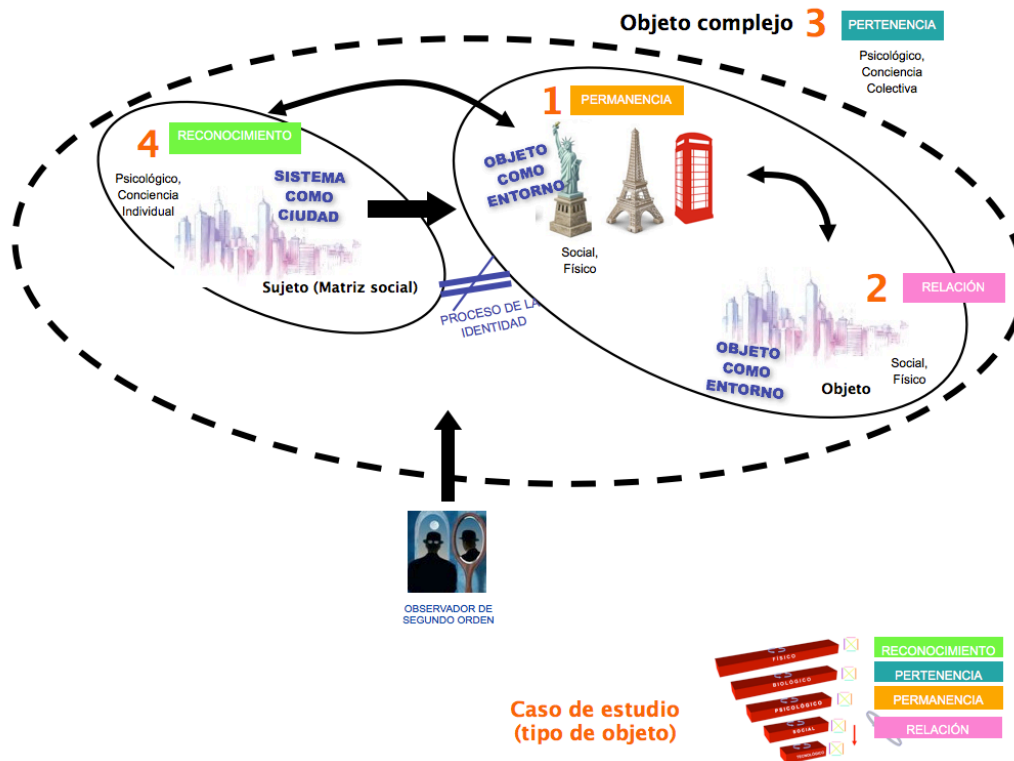 Objeto complejo 3 PERTENENCIA
Psicológico,
Conciencia
Colectiva
1 PERMANENCIA
4 RECONOCIMIENTO
OBJETO
COMO
ENTORNO
Psicológico,
Conciencia
Individual
SISTEMA
COMO
CIUDAD
Social,
Físico
Sujeto (Matriz social)
2 RELACIÓN
PROCESO DE LA
IDENTIDAD
OBJETO
COMO
ENTORNO
Social,
Físico
Objeto
OBSERVADOR DE
SEGUNDO ORDEN
Caso de estudio
(tipo de objeto)
FÍSICO
BIOLÓGICO
PSICOLÓGICO
SOCIAL
TECNOLÓGICO
RECONOCIMIENTO
PERTENENCIA
PERMANENCIA
RELACIÓN